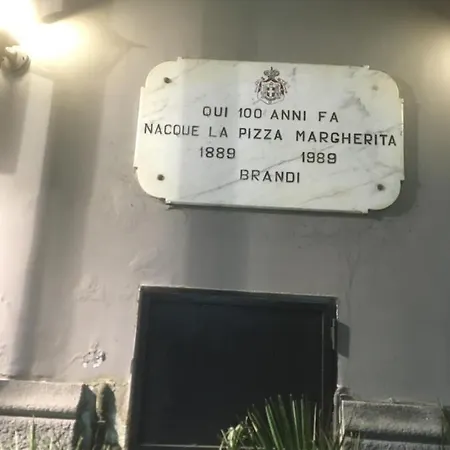 QUI 100 ANNI FA
NACQUE LA PIZZA MARGHERITA
1889 1989
BRANDI